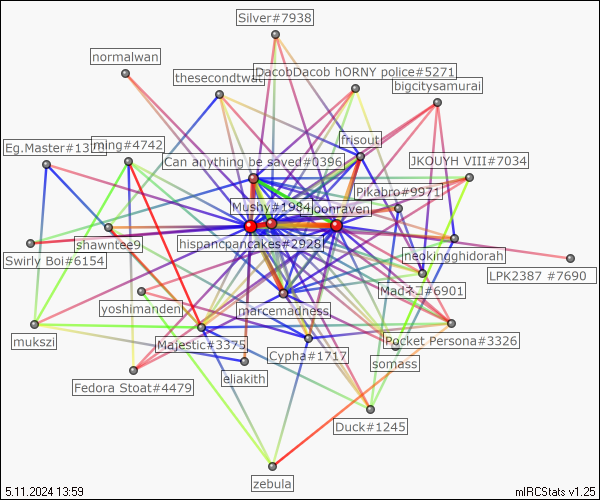 Silver#7938
normalwan
thesecondtwat
DacobDacob hORNY police#5271
bigcitysamurai
Eg.Master#13
ming#4742
frisout
Can anything be saved#0396
JKOUYH VIII#7034
Pikabro#9971
Mushy#1984
moonraven
shawntee9
hispancpancakes#2928
neokingghidorah
Swirly Boi#6154
LPK2387 #7690
Madネコ#6901
yoshimanden
marcemadness
mukszi
Majestic#3375
Pocket Persona#3326
Cypha#1717
somass
eliakith
Fedora Stoat#4479
Duck#1245
zebula
5.11.2024 13:59
mIRCStats v1.25